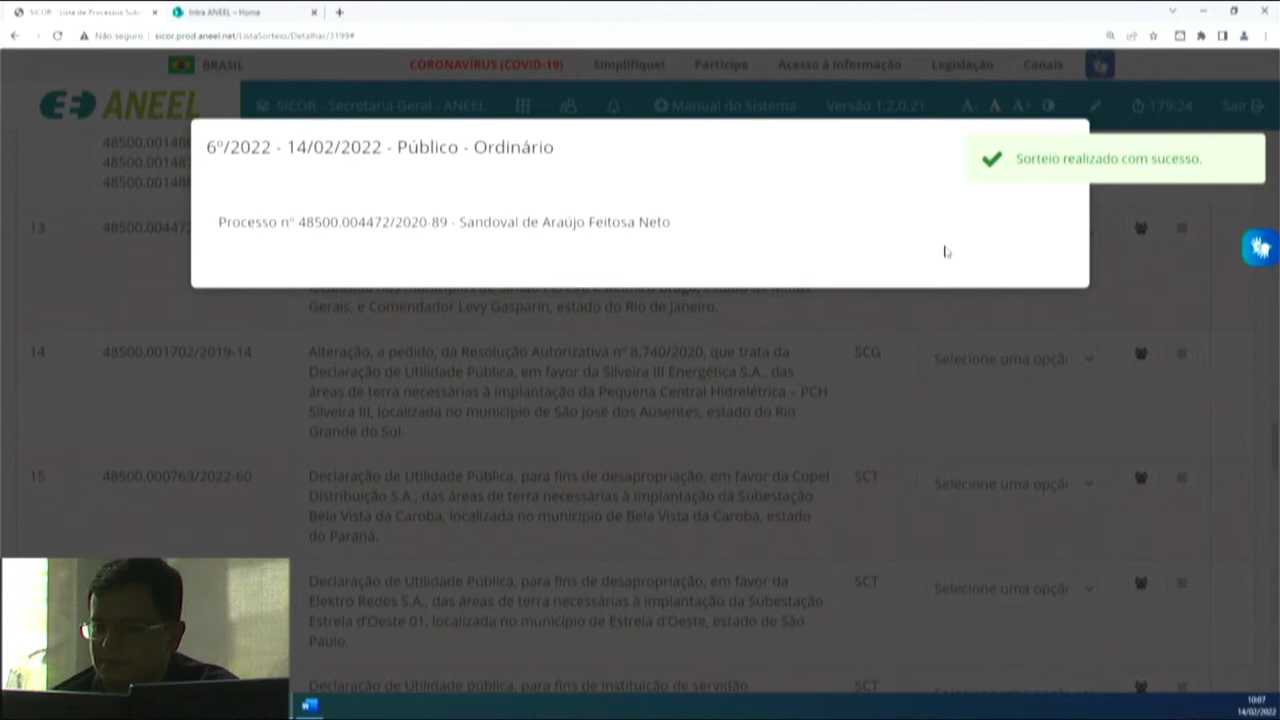 SICOR - Lista de Processos Sub
Intra ANEEL – Home
Não seguro sicor.prod.aneel.net/ListaSorteio/Detalhar/3199#
BRASIL CORONAVÍRUS (COVID-19) Simplifique! Participe Acesso à informação Legislação Canais
ANEEL SICOR - Secretaria Geral - ANEEL Manual do Sistema Versão 1.2.0.21 A- A A+ 179:24 Sair
6º/2022 - 14/02/2022 - Público - Ordinário
Sorteio realizado com sucesso.
Processo nº 48500.004472/2020-89 - Sandoval de Araújo Feitosa Neto
13 48500.004472
Gerais, e Comendador Levy Gasparin, estado do Rio de Janeiro.
14 48500.001702/2019-14 Alteração, a pedido, da Resolução Autorizativa nº 8.740/2020, que trata da SCG Selecione uma opçã
Declaração de Utilidade Pública, em favor da Silveira III Energética S.A., das
áreas de terra necessárias à implantação da Pequena Central Hidrelétrica – PCH
Silveira III, localizada no município de São José dos Ausentes, estado do Rio
Grande do Sul.
15 48500.000763/2022-60 Declaração de Utilidade Pública, para fins de desapropriação, em favor da Copel SCT Selecione uma opçã
Distribuição S.A., das áreas de terra necessárias à implantação da Subestação
Bela Vista da Caroba, localizada no município de Bela Vista da Caroba, estado
do Paraná.
Declaração de Utilidade Pública, para fins de desapropriação, em favor da SCT Selecione uma opçã
Elektro Redes S.A., das áreas de terra necessárias à implantação da Subestação
Estrela d'Oeste 01, localizada no município de Estrela d'Oeste, estado de São
Paulo.
Declaração de Utilidade pública, para fins de instituição de servidão SCT
10:07
14/02/2022